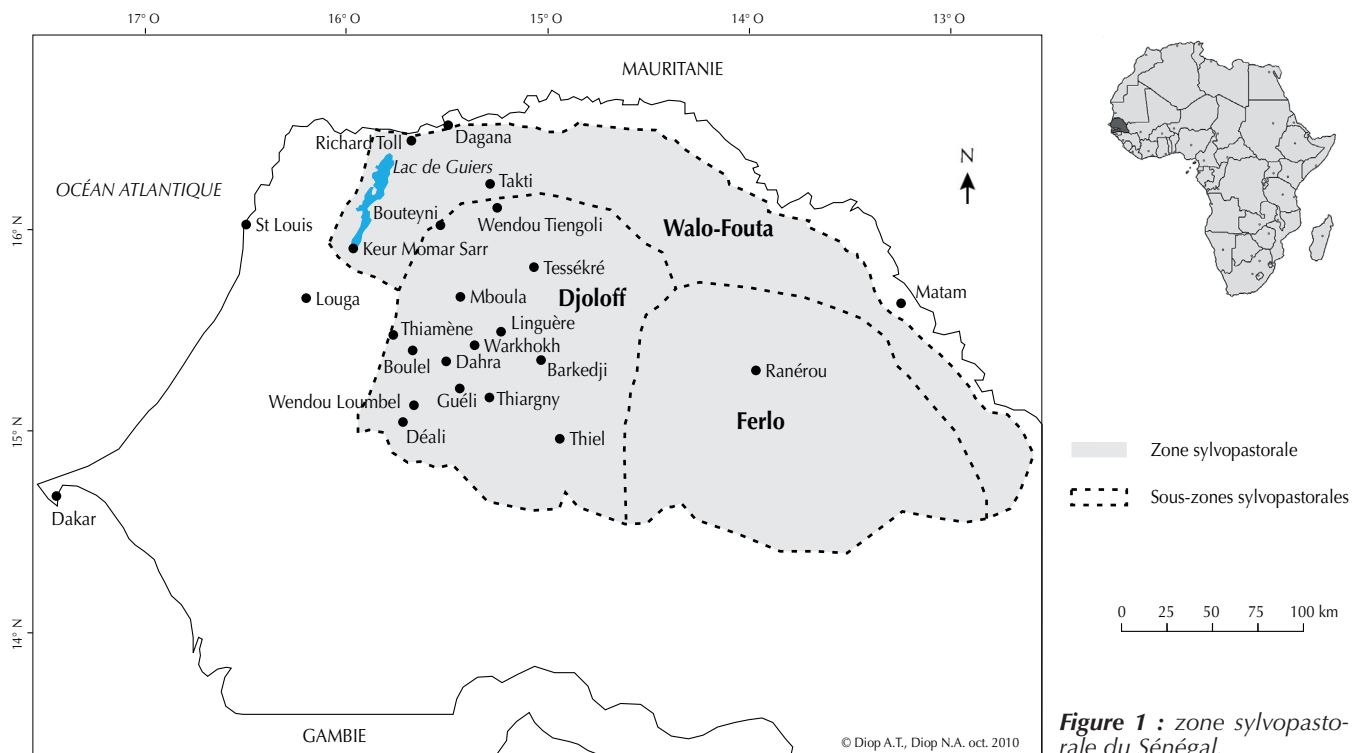 17° O 16° O 15° O 14° O 13° O
MAURITANIE
Richard Toll
Dagana
Lac de Guiers
Takti
OCÉAN ATLANTIQUE
N
Bouteyni
Wendou Tiengoli
Walo-Fouta
16° N
St Louis
Keur Momar Sarr
Tessékré
Djoloff
Mboula
Louga
Matam
Thiamène
Linguère
Warkhokh
Boulel
Dahra
Barkedji
Ranérou
Wendou Loumbel
Guéli
Thiargny
Ferlo
15° N
Déali
Thiel
Zone sylvopastorale
Sous-zones sylvopastorales
Dakar
14° N
0 25 50 75 100 km
GAMBIE
© Diop A.T., Diop N.A. oct. 2010
Figure 1 : zone sylvopasto-
rale du Sénégal.